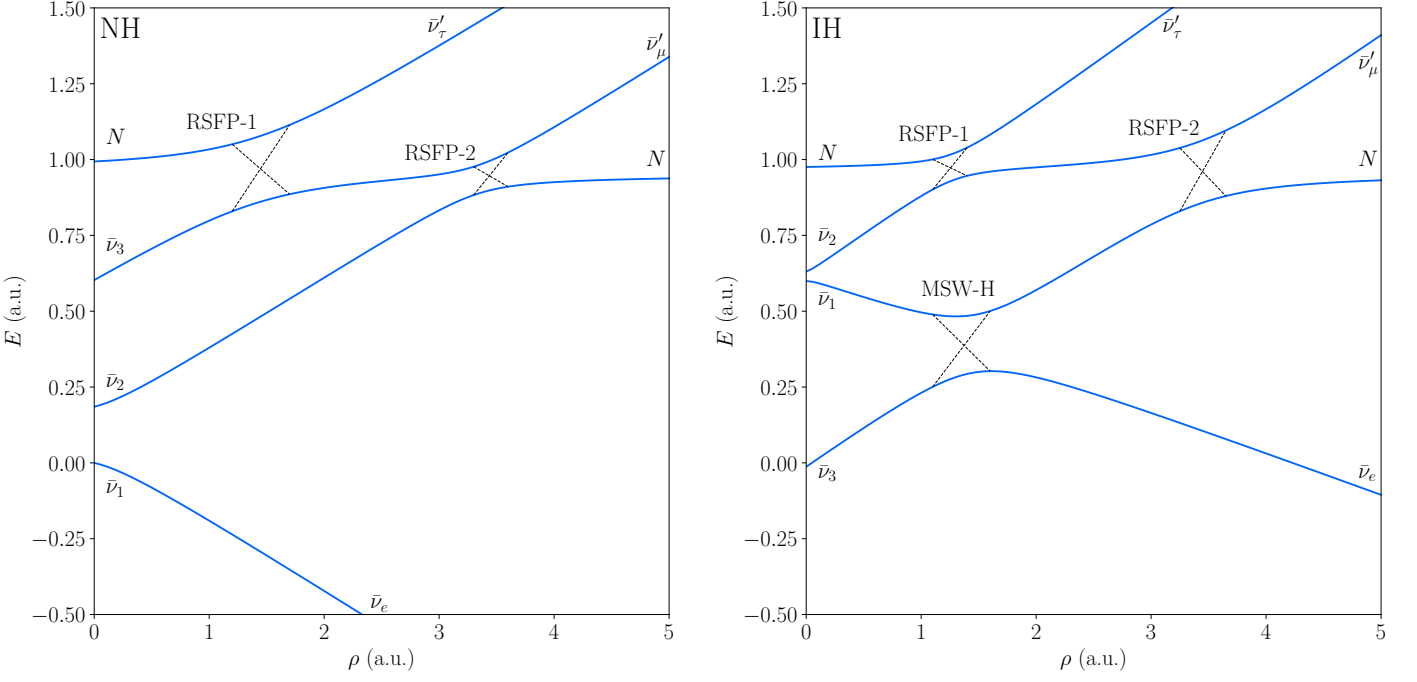 NH
E (a.u.)
1.50
1.25
1.00
0.75
0.50
0.25
0.00
−0.25
−0.50
0
1
2
3
4
5
ρ (a.u.)
ν̄′τ
ν̄′μ
RSFP-1
N
RSFP-2
N
ν̄3
ν̄2
ν̄1
ν̄e
IH
E (a.u.)
1.50
1.25
1.00
0.75
0.50
0.25
0.00
−0.25
−0.50
0
1
2
3
4
5
ρ (a.u.)
ν̄′τ
ν̄′μ
RSFP-1
RSFP-2
N
N
ν̄2
ν̄1
MSW-H
ν̄3
ν̄e